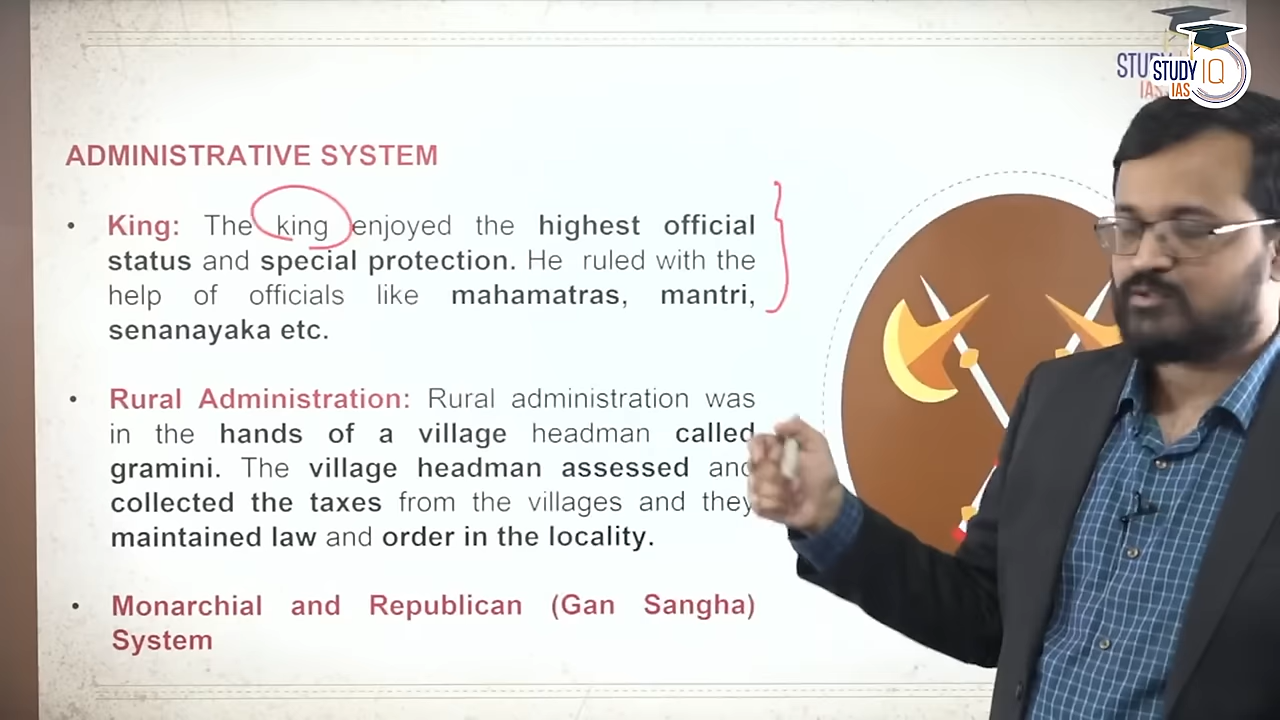 STUDY IQ
IAS
STUDY
IAS
ADMINISTRATIVE SYSTEM
• King: The king enjoyed the highest official
status and special protection. He ruled with the
help of officials like mahamatras, mantri,
senanayaka etc.
• Rural Administration: Rural administration was
in the hands of a village headman called
gramini. The village headman assessed and
collected the taxes from the villages and they
maintained law and order in the locality.
• Monarchial and Republican (Gan Sangha)
System